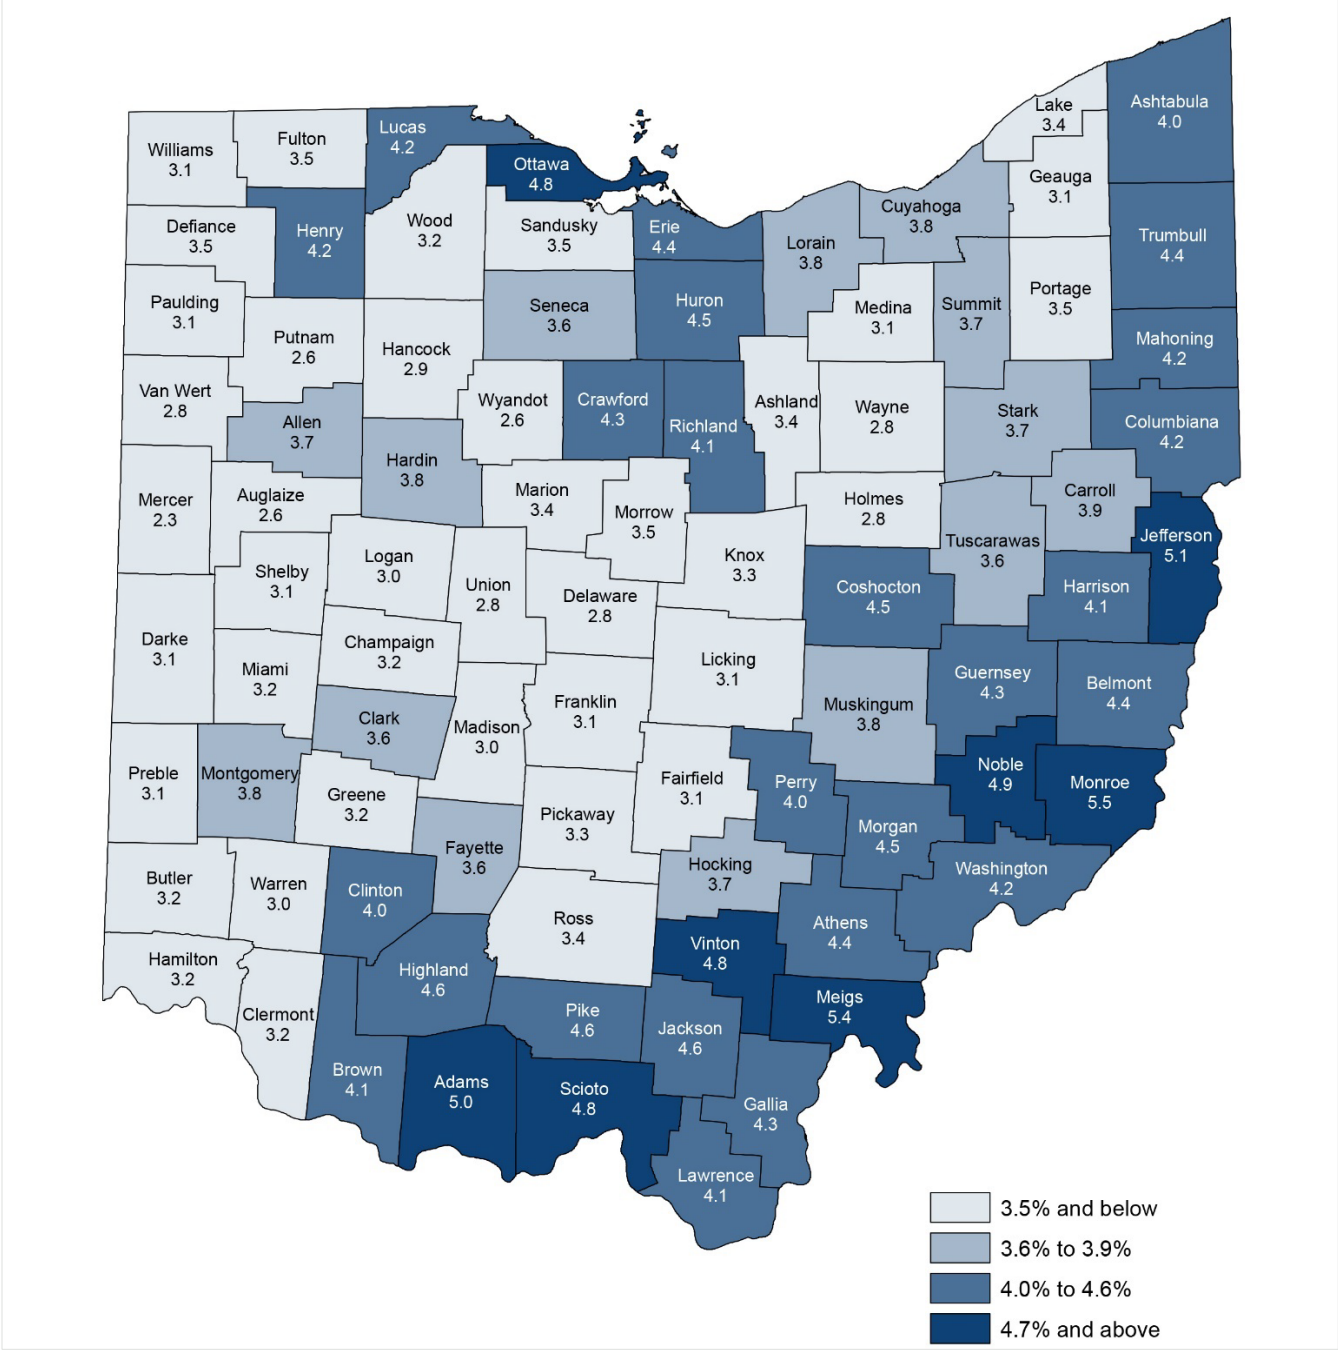 Lake
3.4
Ashtabula
4.0
Lucas
4.2
Fulton
3.5
Williams
3.1
Ottawa
4.8
Geauga
3.1
Cuyahoga
3.8
Defiance
3.5
Henry
4.2
Wood
3.2
Sandusky
3.5
Erie
4.4
Lorain
3.8
Trumbull
4.4
Paulding
3.1
Seneca
3.6
Huron
4.5
Medina
3.1
Summit
3.7
Portage
3.5
Putnam
2.6
Hancock
2.9
Mahoning
4.2
Van Wert
2.8
Wyandot
2.6
Crawford
4.3
Richland
4.1
Ashland
3.4
Wayne
2.8
Stark
3.7
Columbiana
4.2
Allen
3.7
Hardin
3.8
Mercer
2.3
Auglaize
2.6
Marion
3.4
Morrow
3.5
Holmes
2.8
Carroll
3.9
Tuscarawas
3.6
Jefferson
5.1
Logan
3.0
Knox
3.3
Shelby
3.1
Union
2.8
Delaware
2.8
Coshocton
4.5
Harrison
4.1
Darke
3.1
Champaign
3.2
Miami
3.2
Licking
3.1
Guernsey
4.3
Belmont
4.4
Clark
3.6
Madison
3.0
Franklin
3.1
Muskingum
3.8
Preble
3.1
Montgomery
3.8
Greene
3.2
Fairfield
3.1
Perry
4.0
Noble
4.9
Monroe
5.5
Pickaway
3.3
Morgan
4.5
Fayette
3.6
Hocking
3.7
Washington
4.2
Butler
3.2
Warren
3.0
Clinton
4.0
Ross
3.4
Athens
4.4
Vinton
4.8
Hamilton
3.2
Highland
4.6
Meigs
5.4
Clermont
3.2
Pike
4.6
Jackson
4.6
Brown
4.1
Adams
5.0
Scioto
4.8
Gallia
4.3
Lawrence
4.1
3.5% and below
3.6% to 3.9%
4.0% to 4.6%
4.7% and above